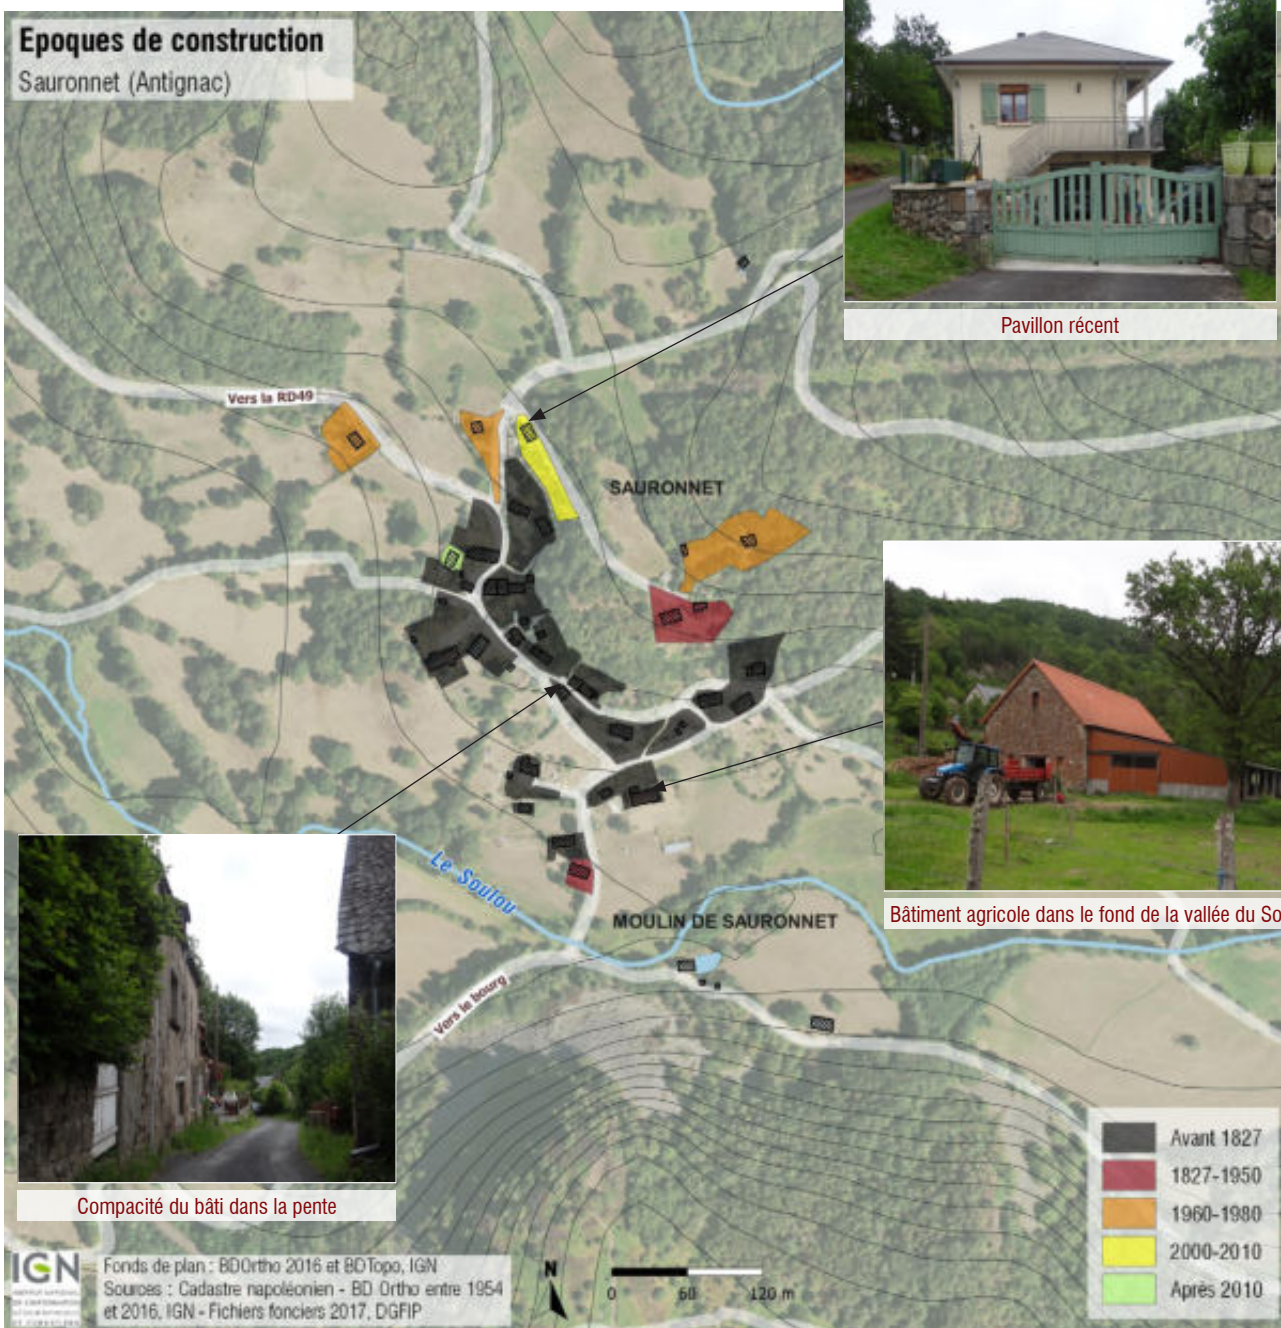 Epoques de construction
Sauronnet (Antignac)
Pavillon récent
Vers la RD49
SAURONNET
Bâtiment agricole dans le fond de la vallée du So
Le Soulou
MOULIN DE SAURONNET
Vers le bourg
Compacité du bâti dans la pente
Avant 1827
1827-1950
1960-1980
2000-2010
Après 2010
IGN
Fonds de plan : BDOrtho 2016 et BDTopo, IGN
Sources : Cadastre napoléonien - BD Ortho entre 1954
et 2016, IGN - Fichiers fonciers 2017, DGFIP
N
0 60 120 m